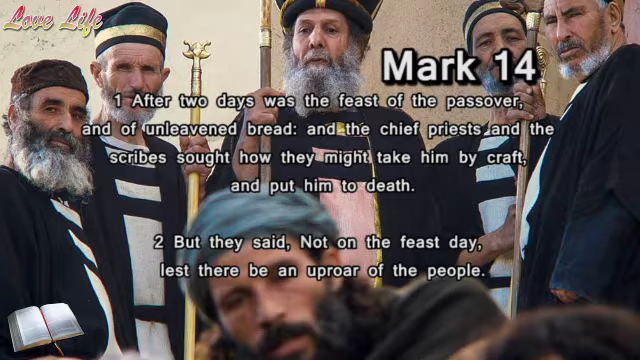 Love Life
Mark 14
1 After two days was the feast of the passover,
and of unleavened bread: and the chief priests and the
scribes sought how they might take him by craft,
and put him to death.
2 But they said, Not on the feast day,
lest there be an uproar of the people.